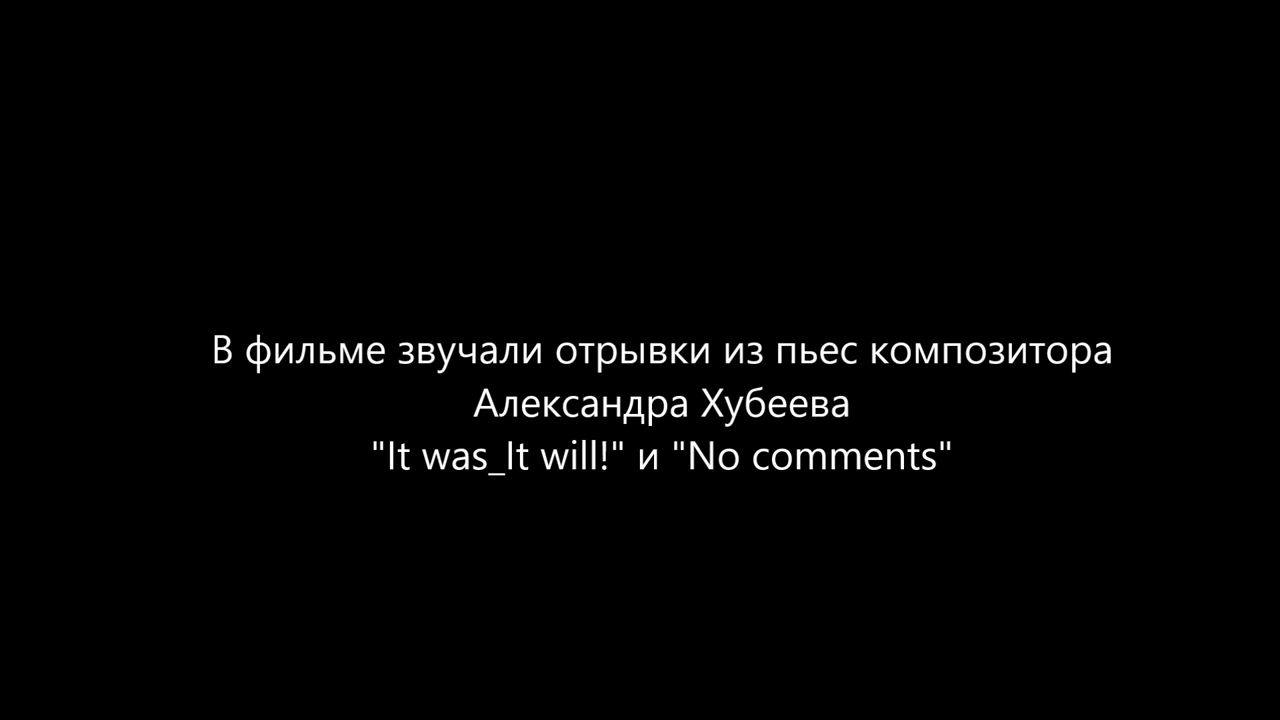 В фильме звучали отрывки из пьес композитора
Александра Хубеева
"It was_It will!" и "No comments"